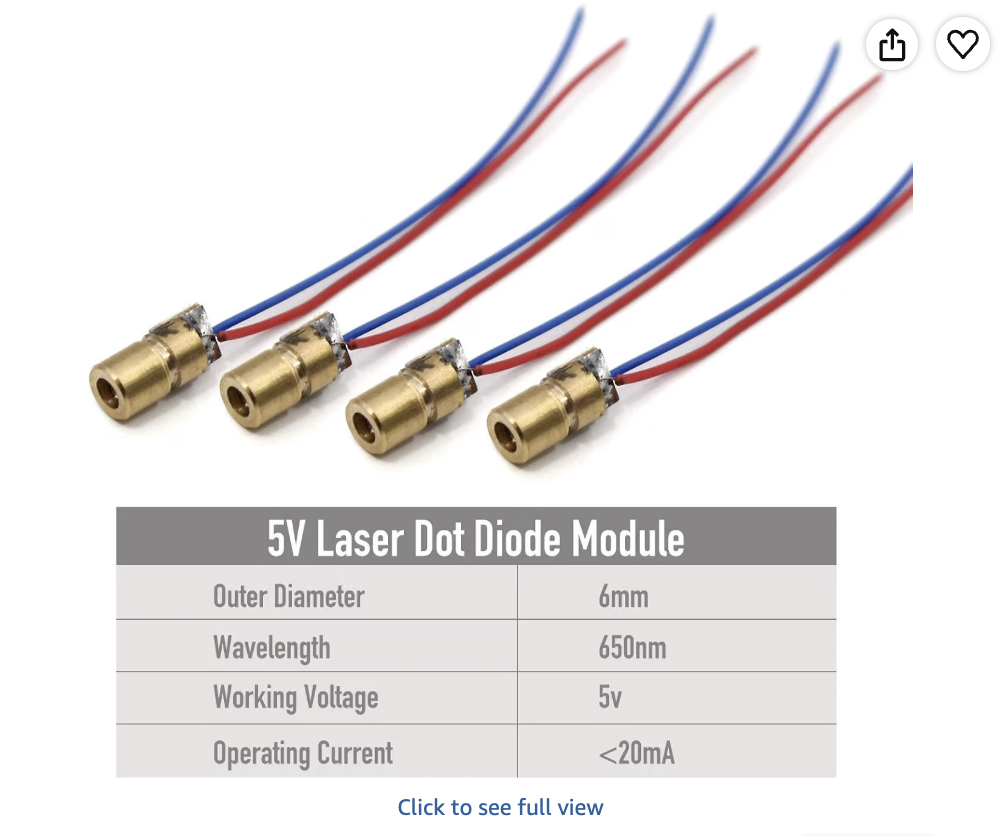 5V Laser Dot Diode Module
Outer Diameter 6mm
Wavelength 650nm
Working Voltage 5v
Operating Current <20mA
Click to see full view